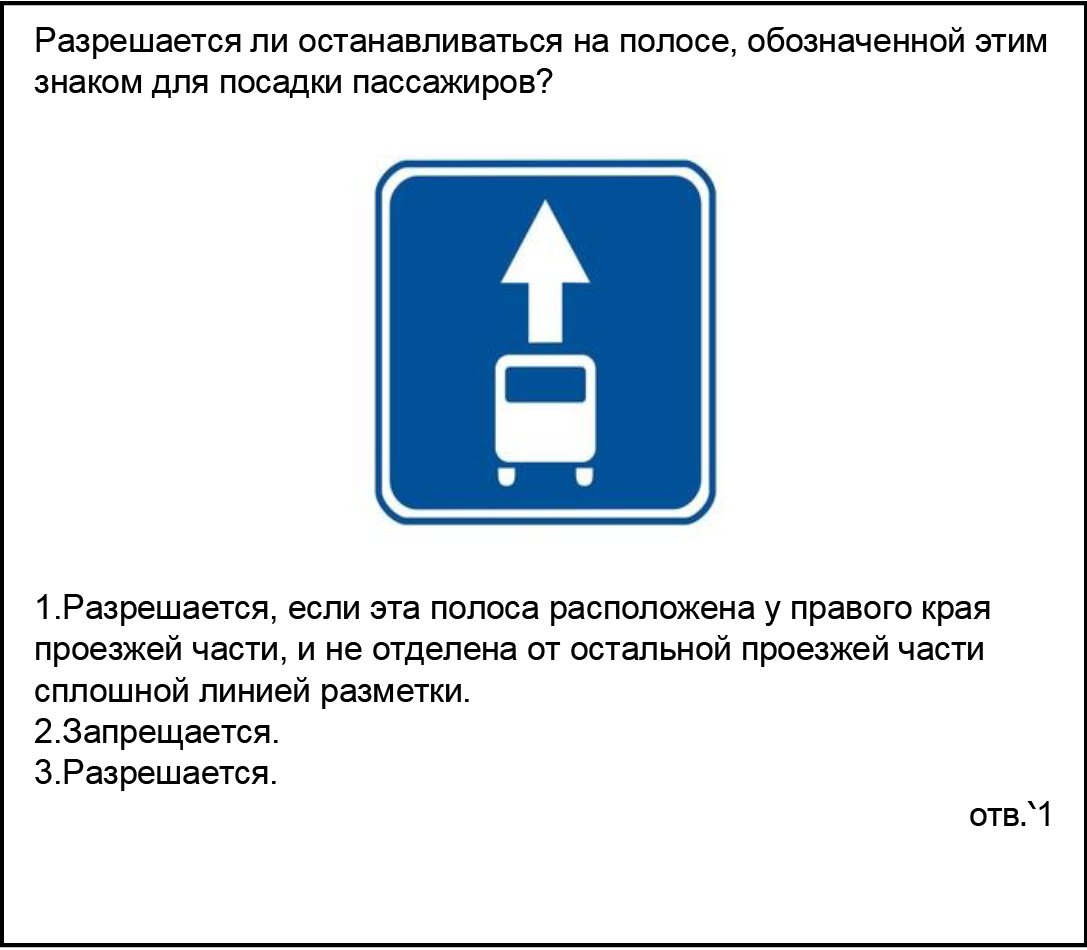 Разрешается ли останавливаться на полосе, обозначенной этим
знаком для посадки пассажиров?
1.Разрешается, если эта полоса расположена у правого края
проезжей части, и не отделена от остальной проезжей части
сплошной линией разметки.
2.Запрещается.
3.Разрешается.
отв.`1